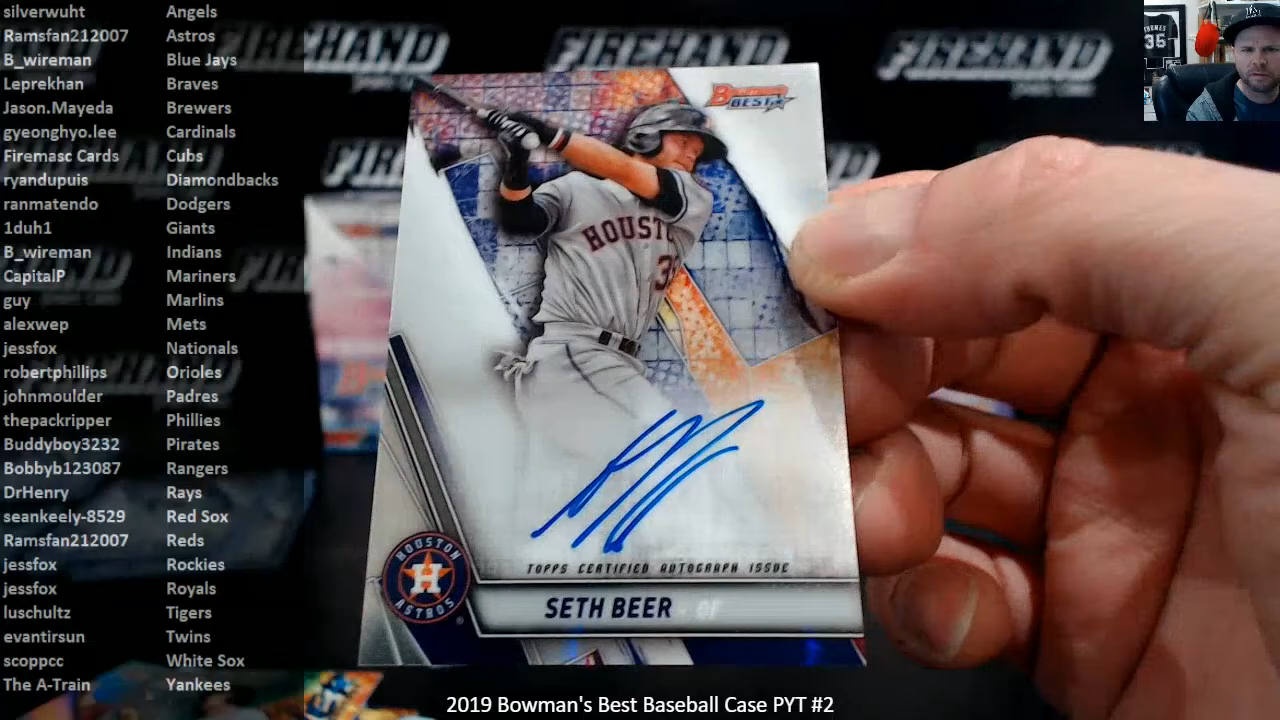 silverwuht Angels
Ramsfan212007 Astros
B_wireman Blue Jays
Leprekhan Braves
Jason.Mayeda Brewers
gyeonghyo.lee Cardinals
Firemasc Cards Cubs
ryandupuis Diamondbacks
ranmatendo Dodgers
1duh1 Giants
B_wireman Indians
CapitalP Mariners
guy Marlins
alexwep Mets
jessfox Nationals
robertphillips Orioles
johnmoulder Padres
thepackripper Phillies
Buddyboy3232 Pirates
Bobbyb123087 Rangers
DrHenry Rays
seankeely-8529 Red Sox
Ramsfan212007 Reds
jessfox Rockies
jessfox Royals
luschultz Tigers
evantirsun Twins
scoppcc White Sox
The A-Train Yankees
FIREHAND FIREHAND FIREHAND
35
BOWMAN'S
BEST
HOUSTON
TOPPS CERTIFIED AUTOGRAPH ISSUE
HOUSTON
H
ASTROS
SETH BEER OF
2019 Bowman's Best Baseball Case PYT #2